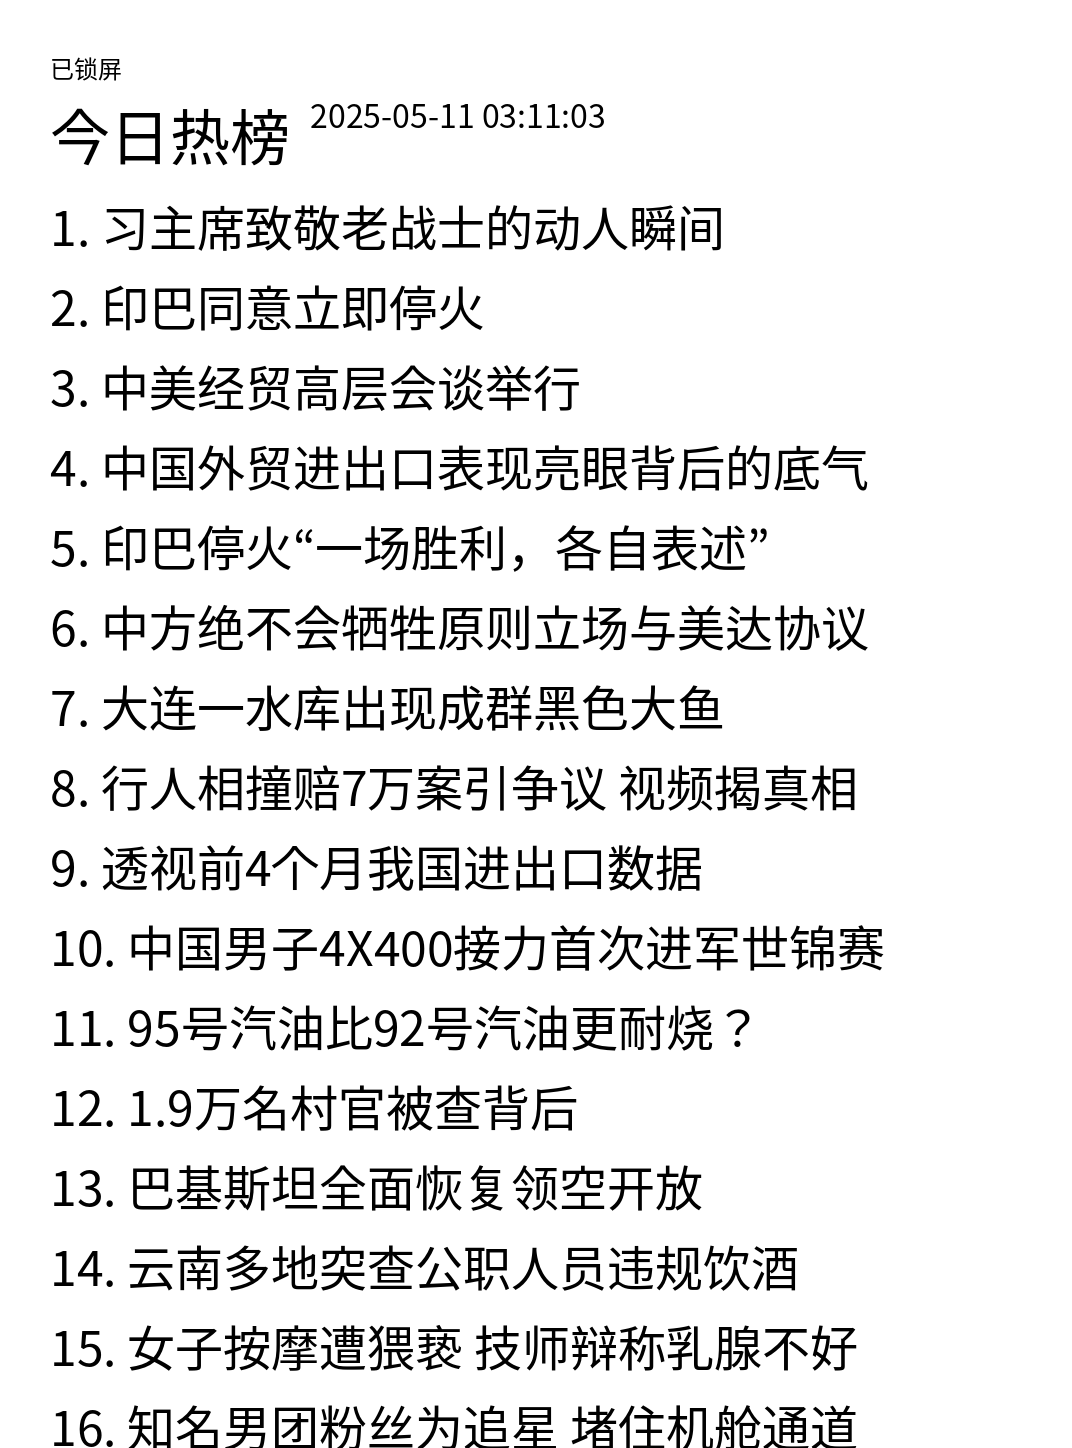 已锁屏
今日热榜 2025-05-11 03:11:03
1. 习主席致敬老战士的动人瞬间
2. 印巴同意立即停火
3. 中美经贸高层会谈举行
4. 中国外贸进出口表现亮眼背后的底气
5. 印巴停火“一场胜利，各自表述”
6. 中方绝不会牺牲原则立场与美达协议
7. 大连一水库出现成群黑色大鱼
8. 行人相撞赔7万案引争议 视频揭真相
9. 透视前4个月我国进出口数据
10. 中国男子4X400接力首次进军世锦赛
11. 95号汽油比92号汽油更耐烧？
12. 1.9万名村官被查背后
13. 巴基斯坦全面恢复领空开放
14. 云南多地突查公职人员违规饮酒
15. 女子按摩遭猥亵 技师辩称乳腺不好
16. 知名男团粉丝为追星 堵住机舱通道